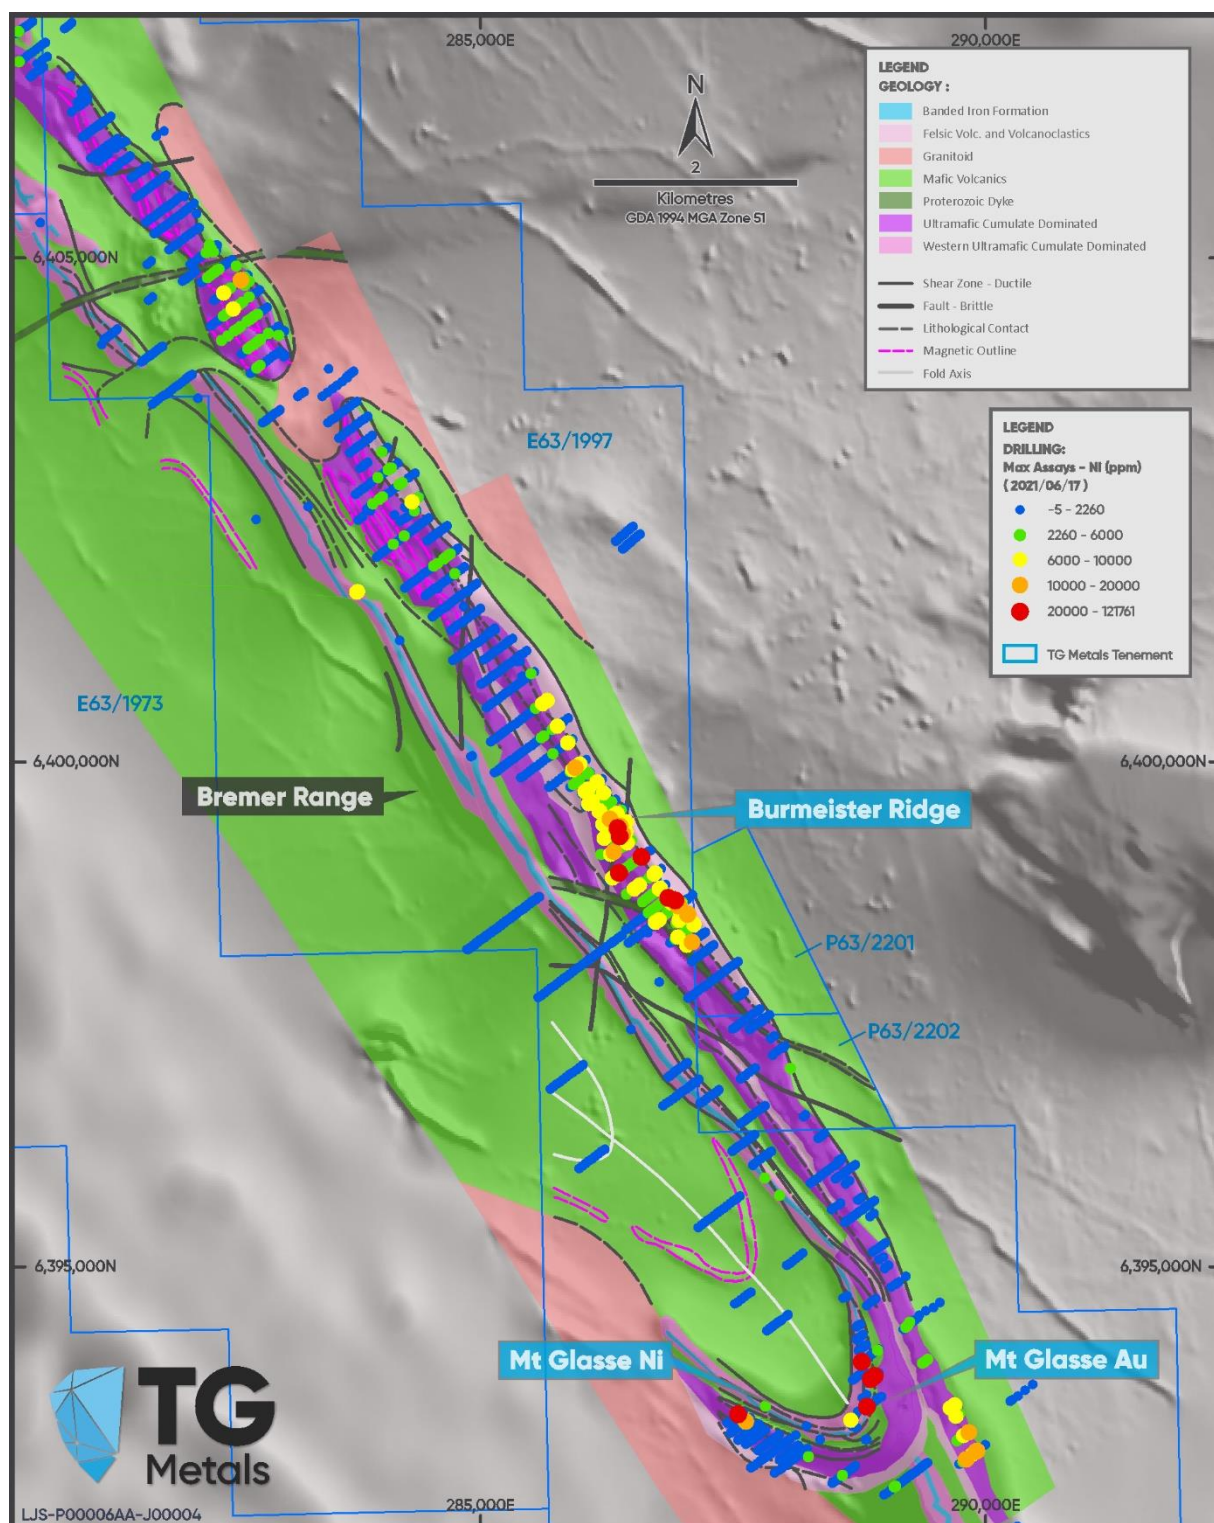 285,000E
290,000E
LEGEND
GEOLOGY :
Banded Iron Formation
Felsic Volc. and Volcanoclastics
Granitoid
Mafic Volcanics
Proterozoic Dyke
Ultramafic Cumulate Dominated
Western Ultramafic Cumulate Dominated
Shear Zone - Ductile
Fault - Brittle
Lithological Contact
Magnetic Outline
Fold Axis
N
2
Kilometres
GDA 1994 MGA Zone 51
6,405,000N
LEGEND
DRILLING:
Max Assays - Ni (ppm)
( 2021/06/17 )
-5 - 2260
2260 - 6000
6000 - 10000
10000 - 20000
20000 - 121761
TG Metals Tenement
E63/1997
E63/1973
6,400,000N
6,400,000N
Bremer Range
Burmeister Ridge
P63/2201
P63/2202
6,395,000N
6,395,000N
Mt Glasse Ni
Mt Glasse Au
TG
Metals
LJS-P00006AA-J00004
285,000E
290,000E